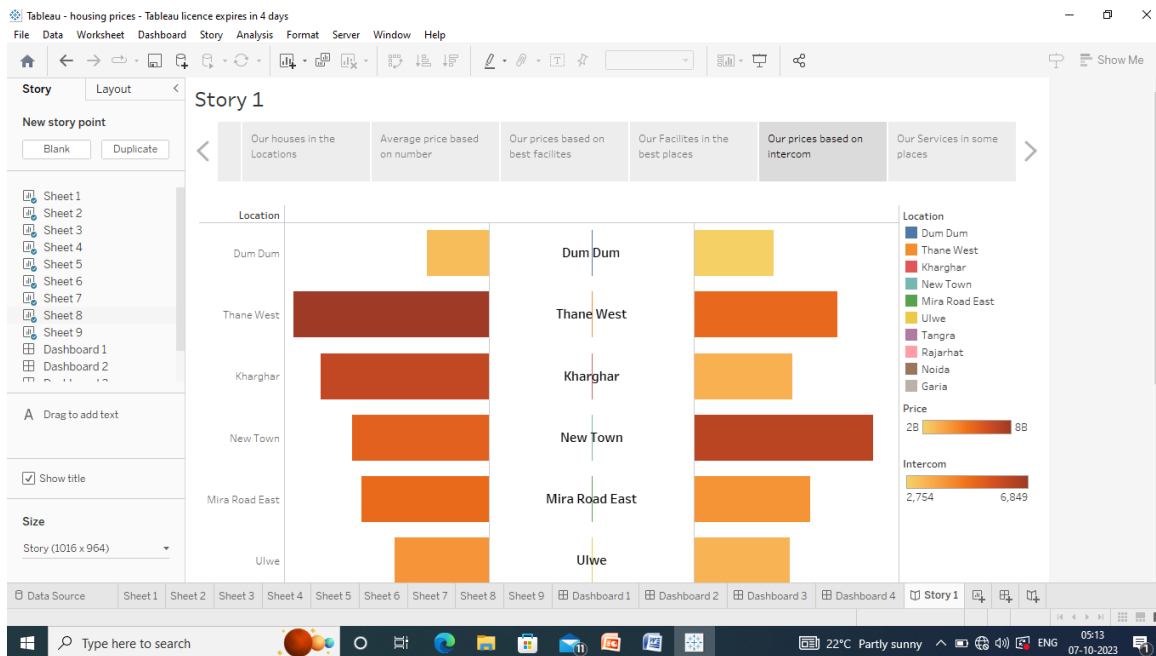 Tableau - housing prices - Tableau licence expires in 4 days
File Data Worksheet Dashboard Story Analysis Format Server Window Help
Show Me
Story Layout
New story point
Blank Duplicate
Sheet 1
Sheet 2
Sheet 3
Sheet 4
Sheet 5
Sheet 6
Sheet 7
Sheet 8
Sheet 9
Dashboard 1
Dashboard 2
A Drag to add text
Show title
Size
Story (1016 x 964)
Story 1
Our houses in the
Locations
Average price based
on number
Our prices based on
best facilites
Our Facilites in the
best places
Our prices based on
intercom
Our Services in some
places
Location
Dum Dum
Thane West
Kharghar
New Town
Mira Road East
Ulwe
Dum Dum
Thane West
Kharghar
New Town
Mira Road East
Ulwe
Location
Dum Dum
Thane West
Kharghar
New Town
Mira Road East
Ulwe
Tangra
Rajarhat
Noida
Garia
Price
2B 8B
Intercom
2,754 6,849
Data Source Sheet 1 Sheet 2 Sheet 3 Sheet 4 Sheet 5 Sheet 6 Sheet 7 Sheet 8 Sheet 9 Dashboard 1 Dashboard 2 Dashboard 3 Dashboard 4 Story 1
Type here to search
11
22°C Partly sunny
ENG
05:13
07-10-2023
1